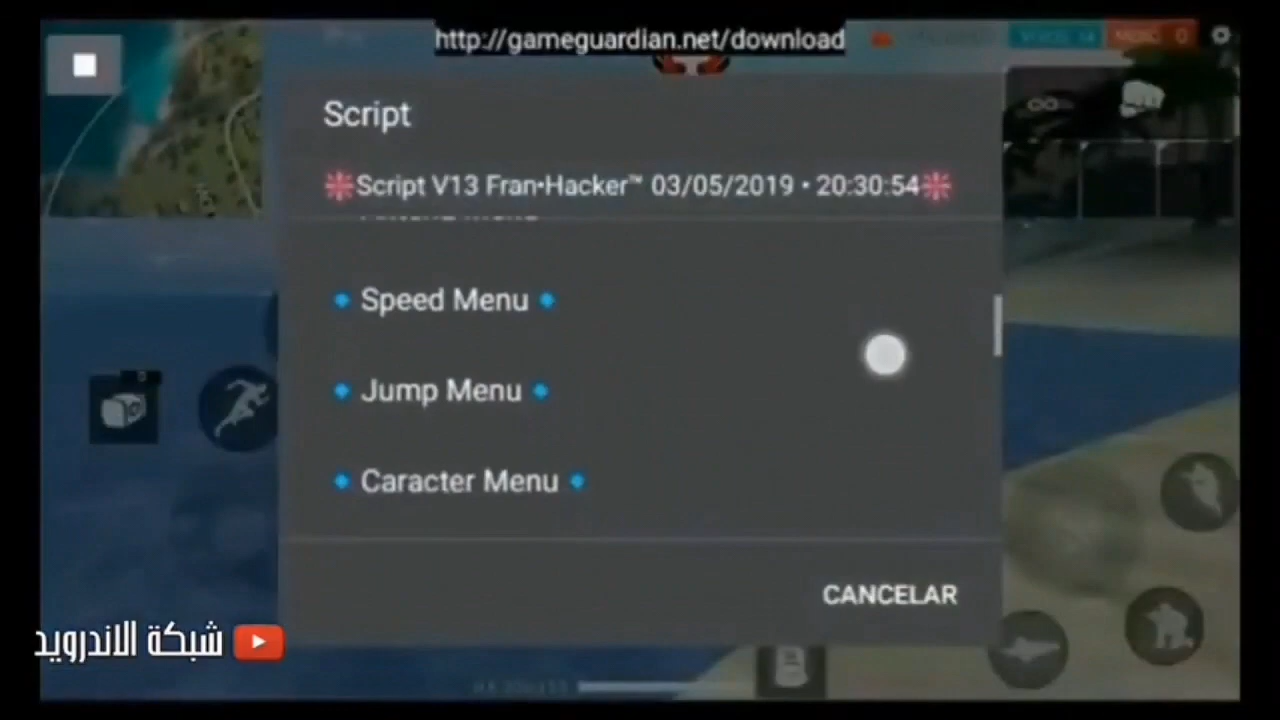 http://gameguardian.net/download
Script
Script V13 Fran•Hacker™ 03/05/2019 • 20:30:54
Speed Menu
Jump Menu
Caracter Menu
CANCELAR
شبكة الاندرويد